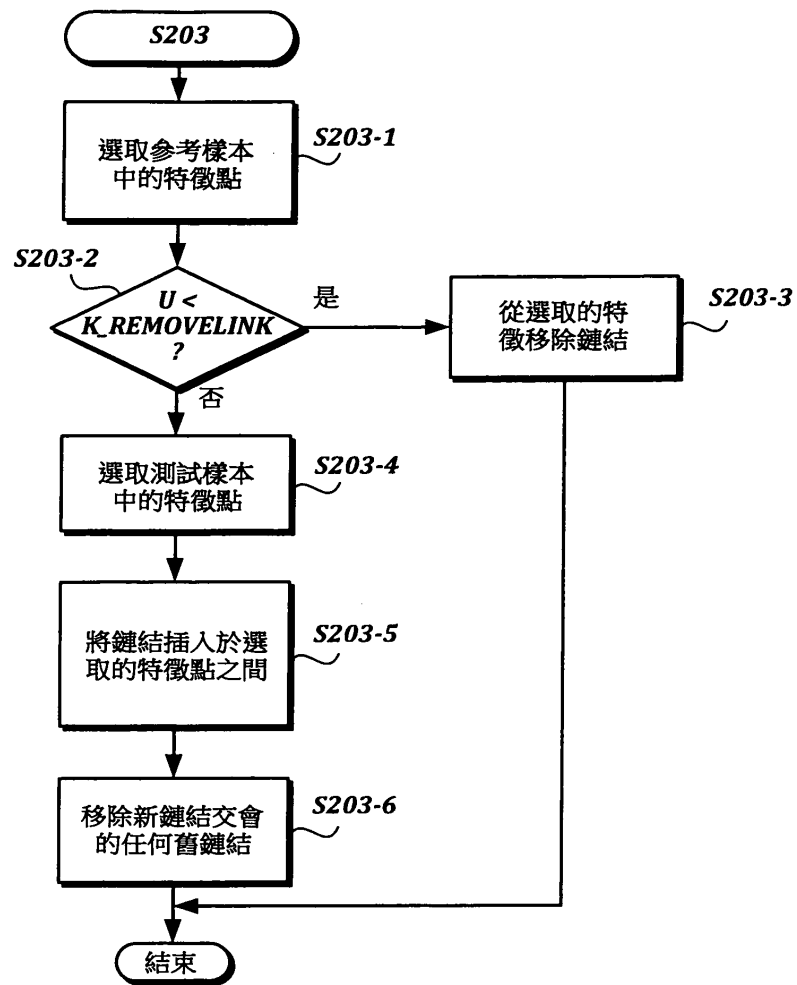 S203
選取參考樣本
中的特徵點
S203-1
S203-2
U <
K_REMOVELINK
?
是
從選取的特
徵移除鏈結
S203-3
否
選取測試樣本
中的特徵點
S203-4
將鏈結插入於選
取的特徵點之間
S203-5
移除新鏈結交會
的任何舊鏈結
S203-6
結束